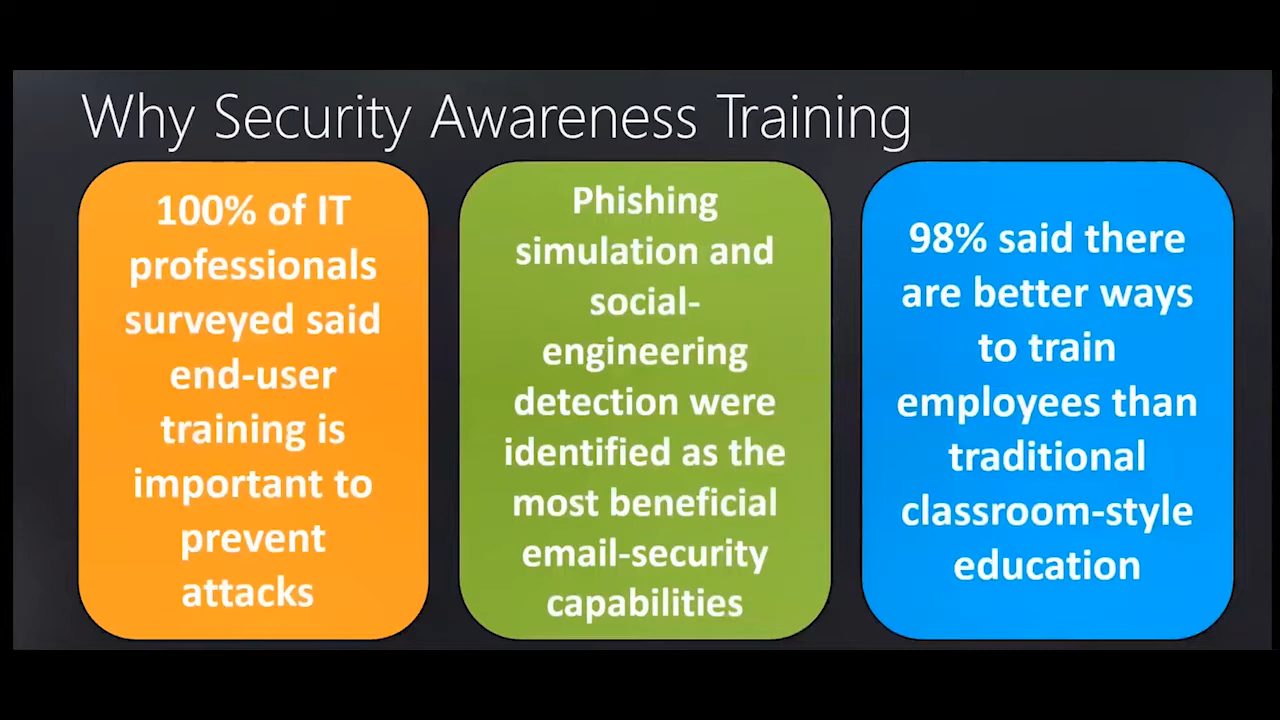 Why Security Awareness Training
100% of IT
professionals
surveyed said
end-user
training is
important to
prevent
attacks
Phishing
simulation and
social-
engineering
detection were
identified as the
most beneficial
email-security
capabilities
98% said there
are better ways
to train
employees than
traditional
classroom-style
education